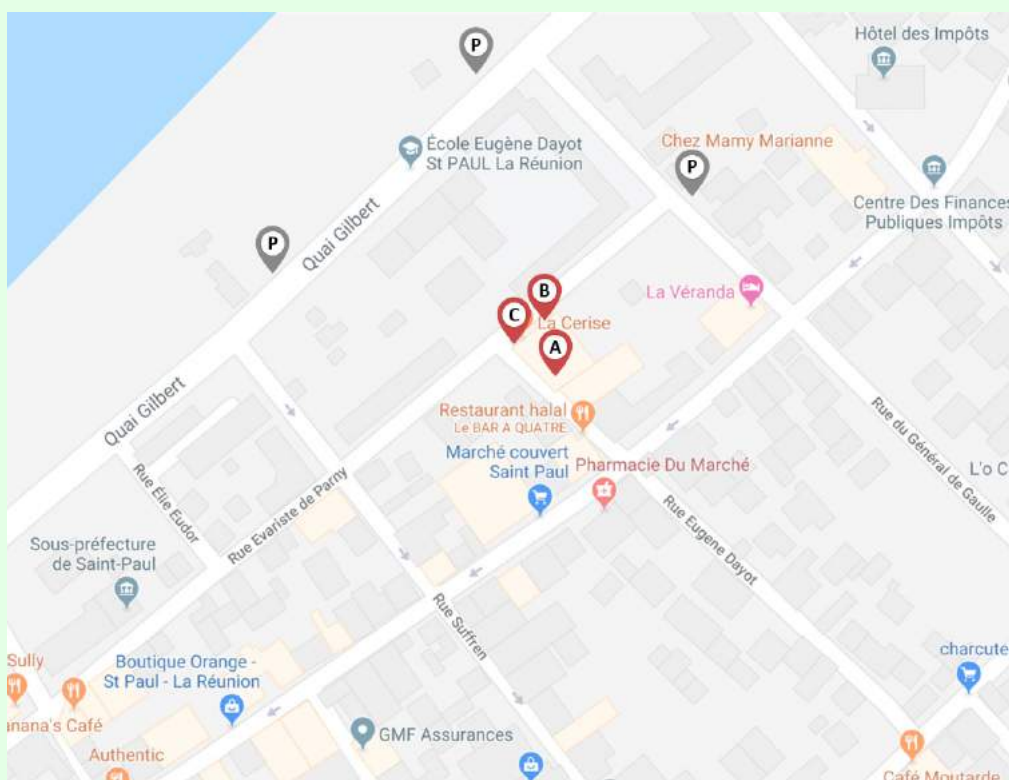 P
Hôtel des Impôts
École Eugène Dayot
St PAUL La Réunion
Chez Mamy Marianne
P
Centre Des Finances
Publiques Impôts
Quai Gilbert
P
La Véranda
B
C
La Cerise
A
Quai Gilbert
Restaurant halal
Le BAR A QUATRE
Rue du Général de Gaulle
Marché couvert
Saint Paul
Pharmacie Du Marché
L'o C
Rue Élie Eudor
Rue Evariste de Parny
Rue Eugene Dayot
Sous-préfecture
de Saint-Paul
Rue Suffren
Sully
Boutique Orange -
St Paul - La Réunion
charcute
anana's Café
GMF Assurances
Authentic
Café Moutarde